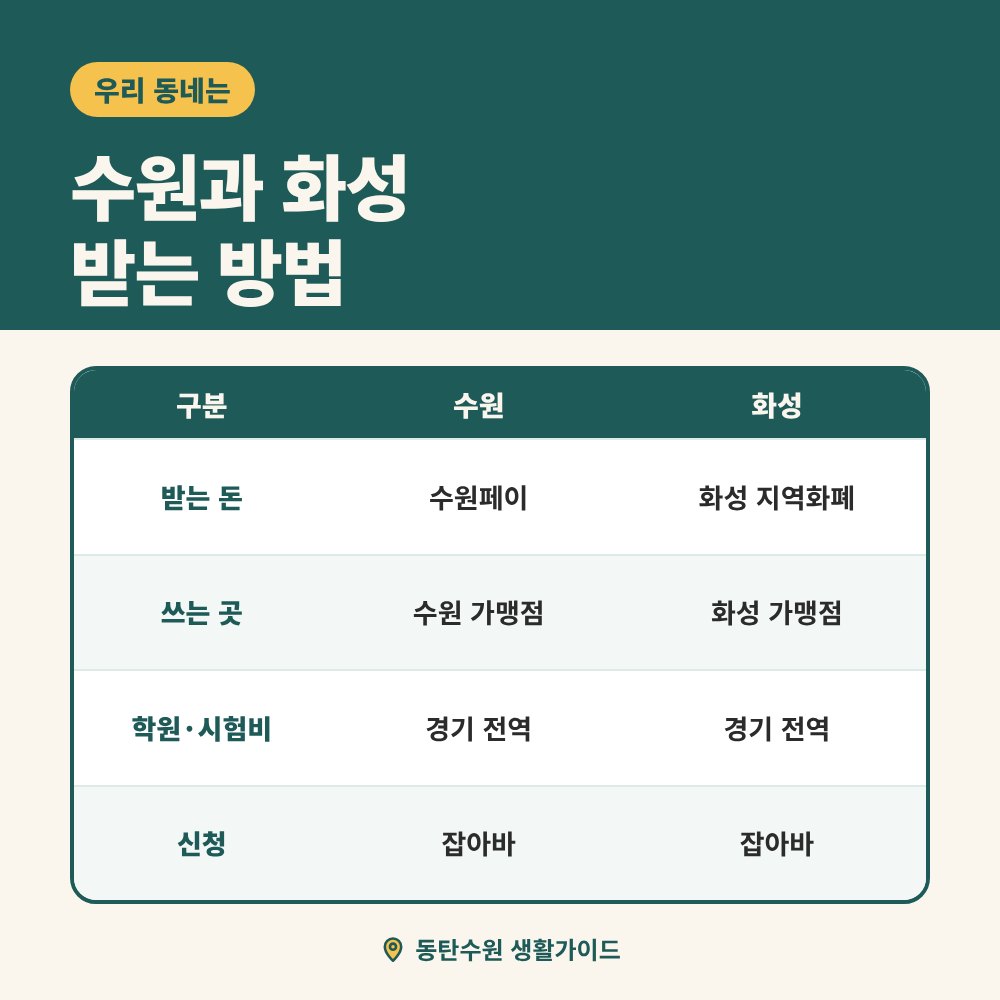 우리 동네는
수원과 화성
받는 방법
구분 수원 화성
받는 돈 수원페이 화성 지역화폐
쓰는 곳 수원 가맹점 화성 가맹점
학원·시험비 경기 전역 경기 전역
신청 잡아바 잡아바
동탄수원 생활가이드